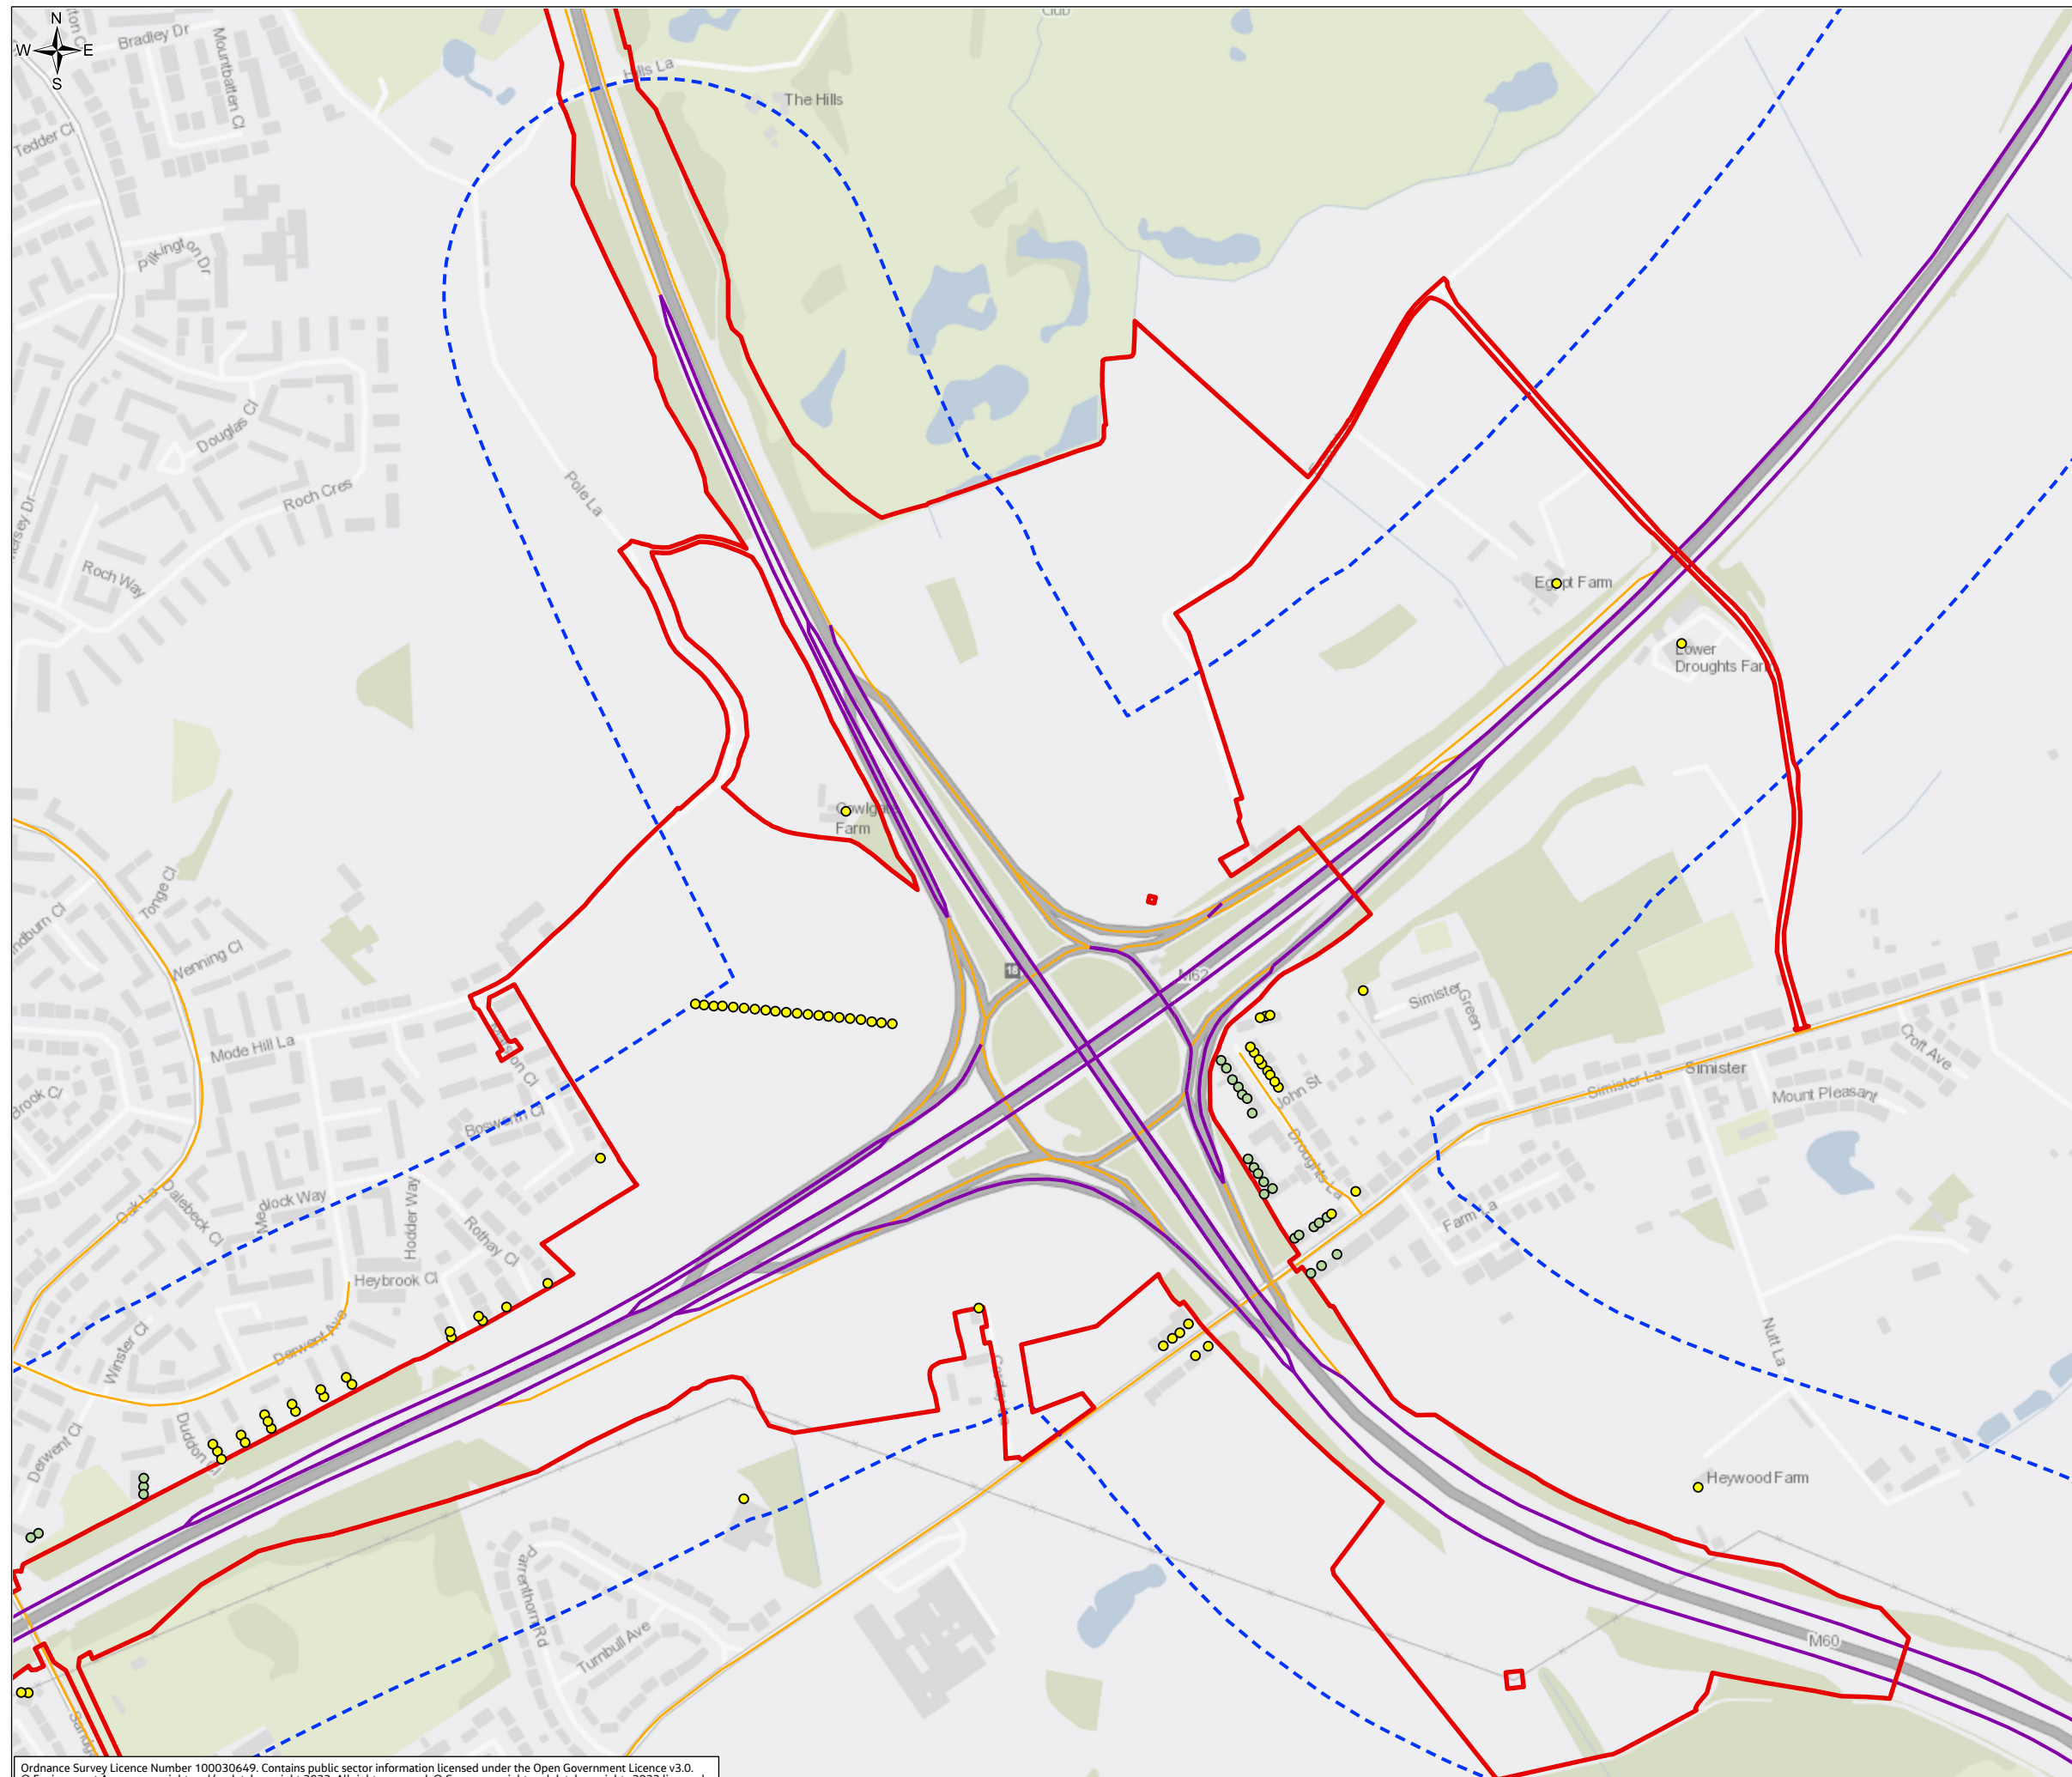 N
W E
S
Bradley Dr
Mountbatten Cl
Club
Hills La
The Hills
Tedder Cl
Pilkington Dr
Douglas Cl
Pole La
Roch Cres
Roch Way
Egypt Farm
Lower
Droughts Farm
Farm
Tonge Cl
Wenning Cl
18
M62
Simister
Green
Mode Hill La
Croft Ave
Simister La
Simister
Mount Pleasant
John St
Bosworth Cl
Droughts La
Oak La
Dalebeck Cl
Hodder Way
Rothay Cl
Farm La
Heybrook Cl
Derwent Ave
Winster Cl
Nutt La
Duddon Cl
Derwent Cl
Heywood Farm
Parrenthorn Rd
Turnbull Ave
M60
Ordnance Survey Licence Number 100030649. Contains public sector information licensed under the Open Government Licence v3.0.